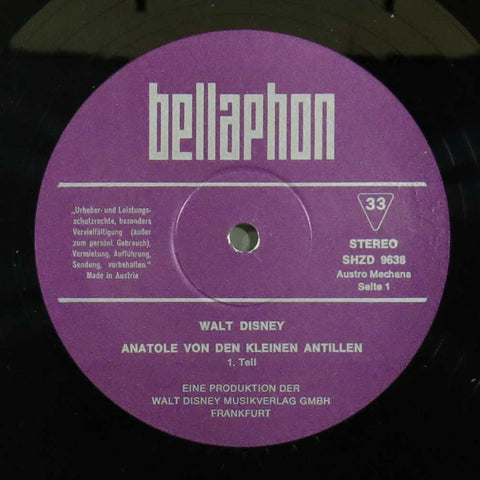 bellaphon
„Urheber- und Leistungs-
schutzrechte, besonders
Vervielfältigung (außer
zum persönl. Gebrauch),
Vermietung, Aufführung,
Sendung, vorbehalten."
Made in Austria
33
STEREO
SHZD 9638
Austro Mechana
Seite 1
WALT DISNEY
ANATOLE VON DEN KLEINEN ANTILLEN
1. Teil
EINE PRODUKTION DER
WALT DISNEY MUSIKVERLAG GMBH
FRANKFURT